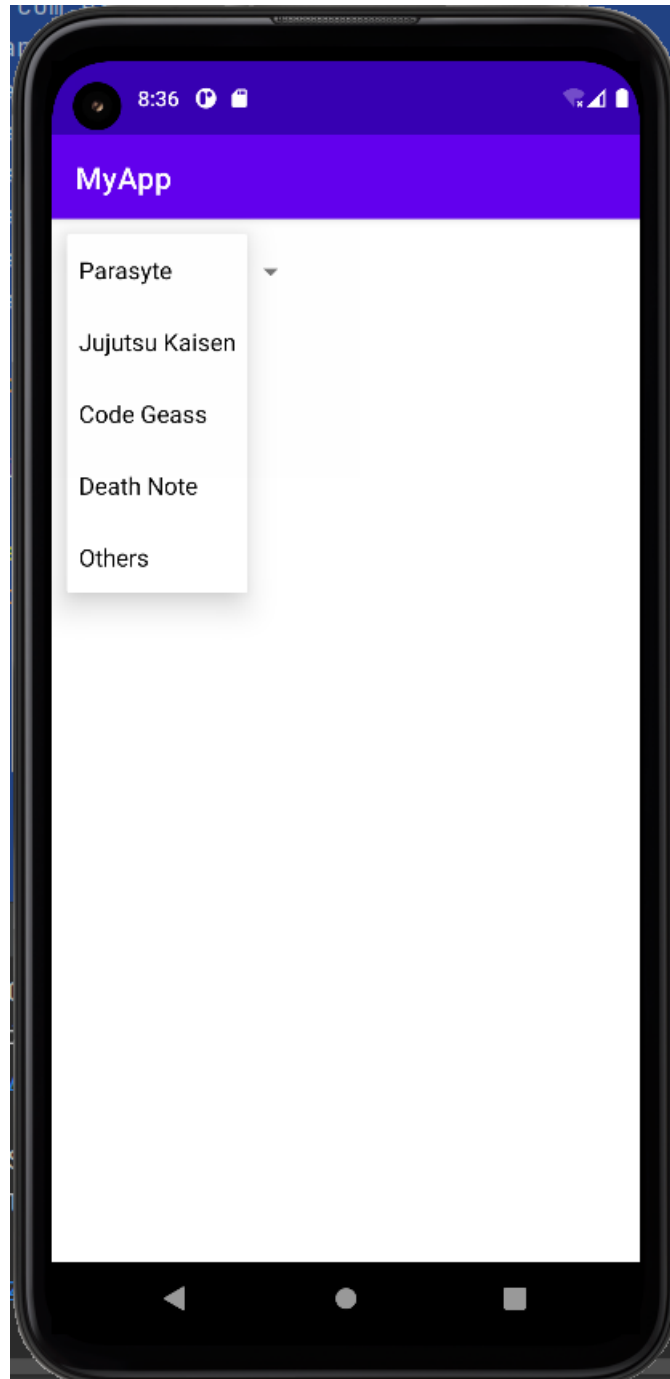 8:36
MyApp
Parasyte
Jujutsu Kaisen
Code Geass
Death Note
Others